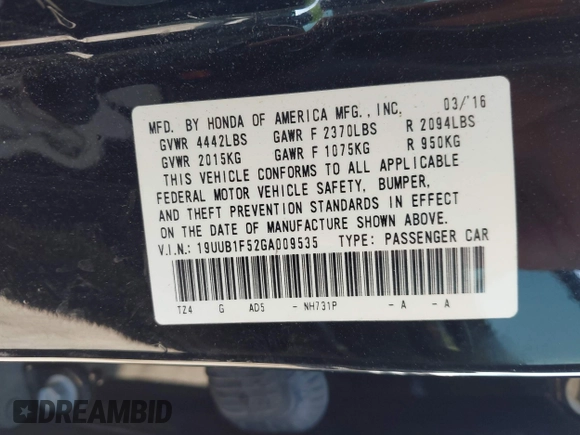 MFD. BY HONDA OF AMERICA MFG., INC. 03/'16
GVWR 4442LBS GAWR F 2370LBS R 2094LBS
GVWR 2015KG GAWR F 1075KG R 950KG
THIS VEHICLE CONFORMS TO ALL APPLICABLE
FEDERAL MOTOR VEHICLE SAFETY, BUMPER,
AND THEFT PREVENTION STANDARDS IN EFFECT
ON THE DATE OF MANUFACTURE SHOWN ABOVE.
V.I.N.: 19UUB1F52GA009535 TYPE: PASSENGER CAR
TZ4 G AD5 - NH731P - A - A
DREAMBID